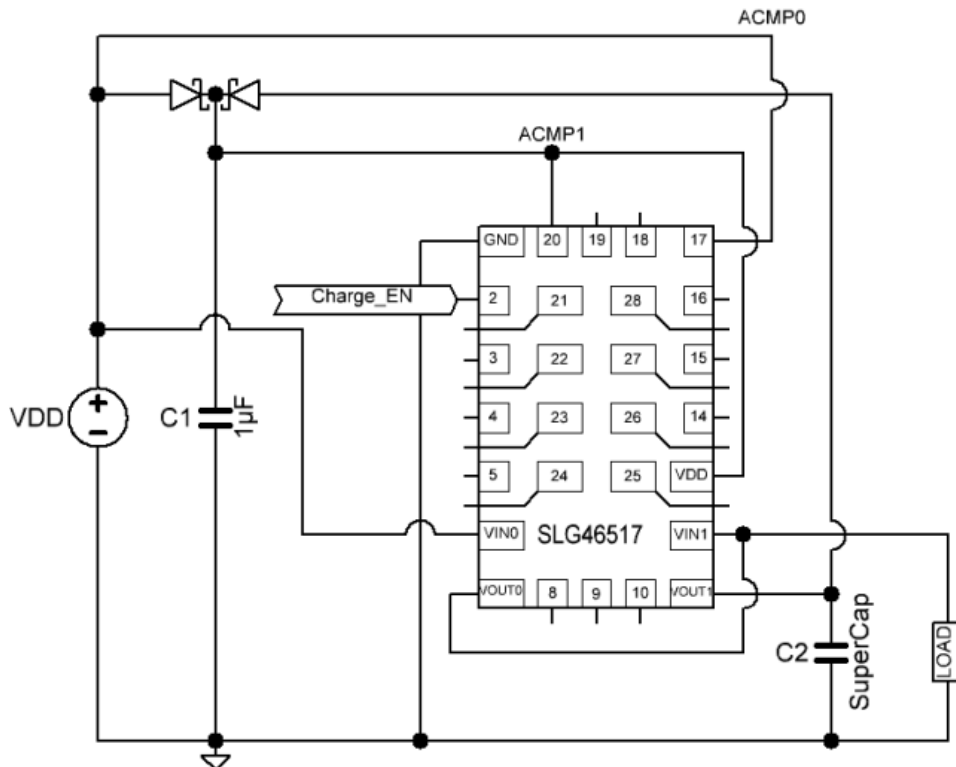 ACMP0
ACMP1
GND 20 19 18 17
Charge_EN 2 21 28 16
3 22 27 15
VDD + - C1 1µF 4 23 26 14
5 24 25 VDD
VIN0 SLG46517 VIN1
VOUT0 8 9 10 VOUT1
C2 SuperCap LOAD